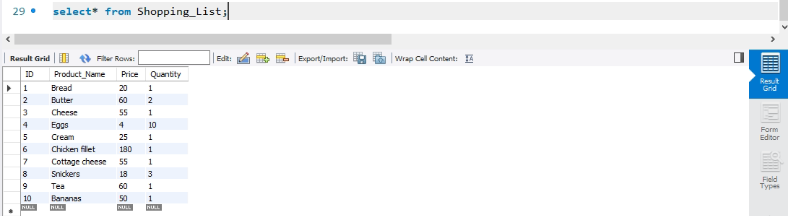 29 select* from Shopping_List;
Result Grid Filter Rows: Edit: Export/Import: Wrap Cell Content: IA
ID Product_Name Price Quantity
1 Bread 20 1
2 Butter 60 2
3 Cheese 55 1
4 Eggs 4 10
5 Cream 25 1
6 Chicken fillet 180 1
7 Cottage cheese 55 1
8 Snickers 18 3
9 Tea 60 1
10 Bananas 50 1
NULL NULL NULL NULL
Result
Grid
Form
Editor
Field
Types